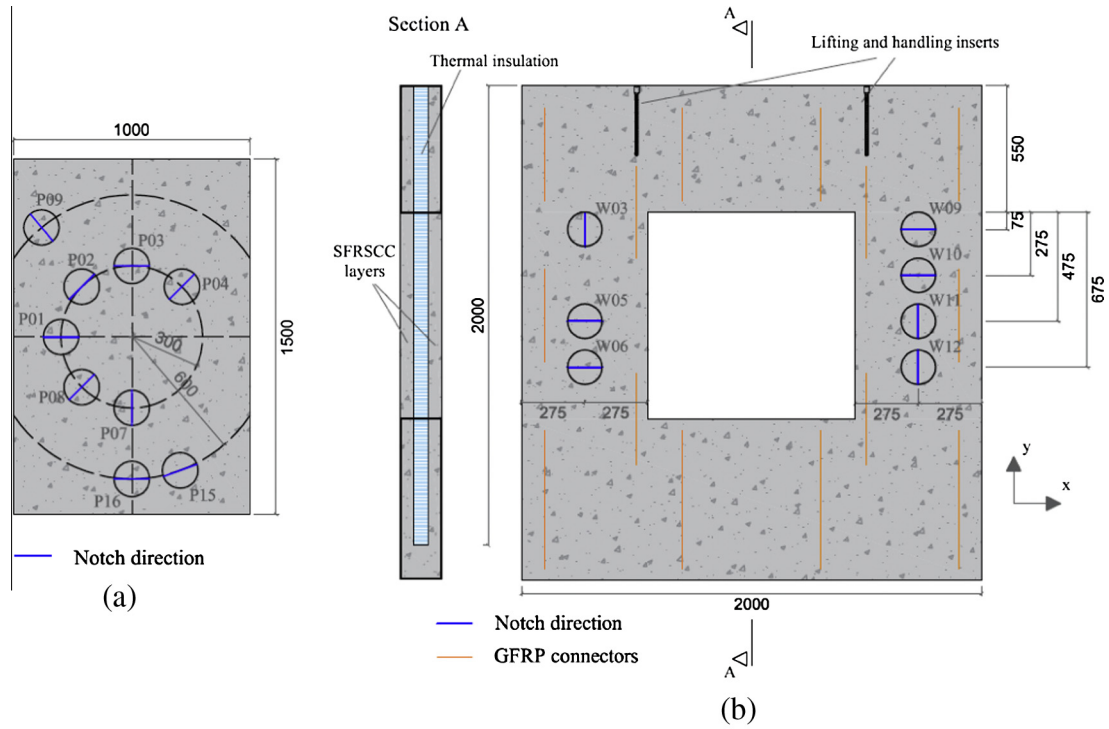 1000
P09
P03
P02
P04
P01
300
600
P08
P07
P16
P15
1500
Notch direction
(a)
Section A
Thermal insulation
SFRSCC
layers
2000
A
Lifting and handling inserts
W03
W09
W10
W05
W11
W06
W12
275
275
275
275
550
75
275
475
675
y
x
2000
Notch direction
GFRP connectors
A
(b)